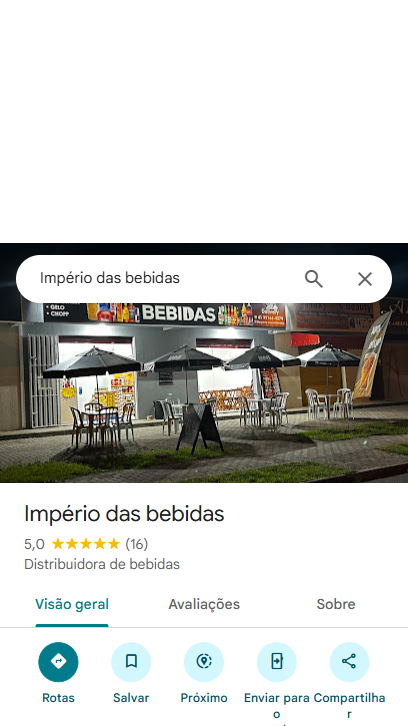 Império das bebidas
• GELO
• CHOPP
BEBIDAS
Império das bebidas
5,0 (16)
Distribuidora de bebidas
Visão geral
Avaliações
Sobre
Rotas
Salvar
Próximo
Enviar para o
Compartilhar